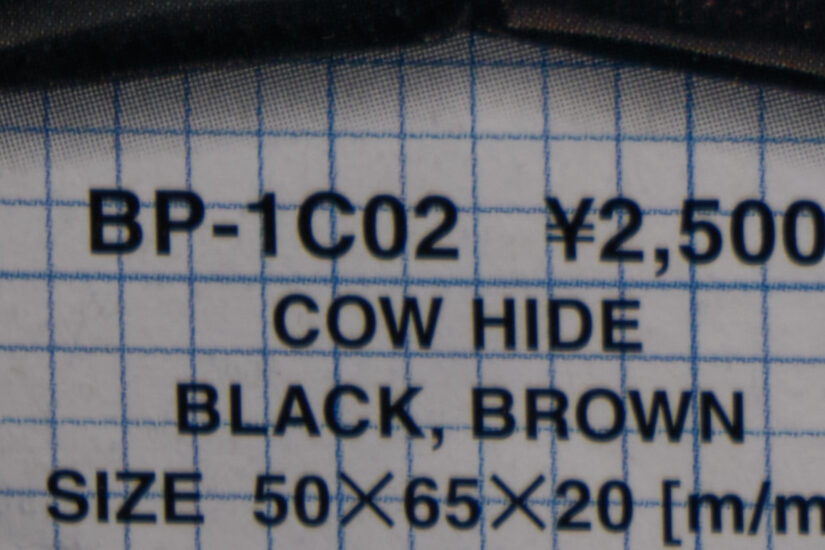 BP-1C02 ¥2,500
COW HIDE
BLACK, BROWN
SIZE 50×65×20 [m/m